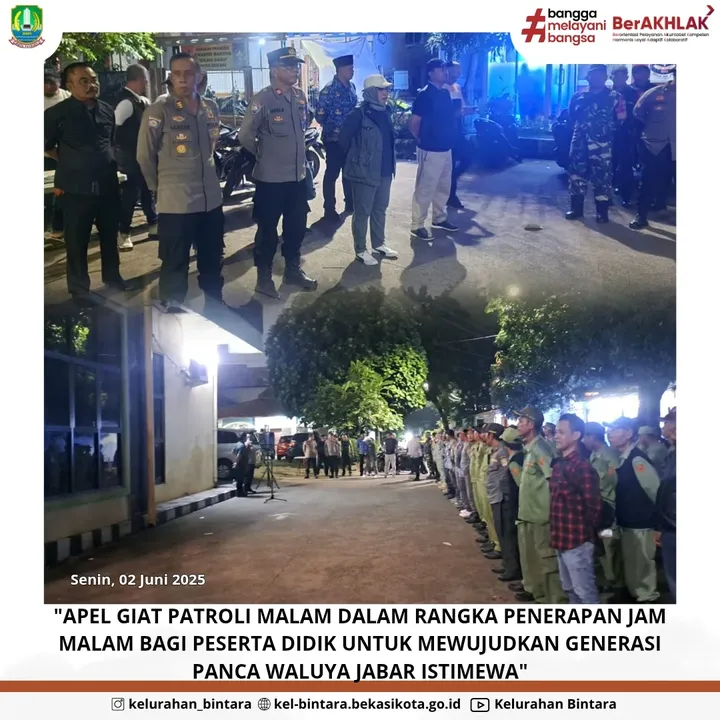 #bangga
melayani
bangsa
BerAKHLAK
Senin, 02 Juni 2025
"APEL GIAT PATROLI MALAM DALAM RANGKA PENERAPAN JAM
MALAM BAGI PESERTA DIDIK UNTUK MEWUJUDKAN GENERASI
PANCA WALUYA JABAR ISTIMEWA"
kelurahan_bintara kel-bintara.bekasikota.go.id Kelurahan Bintara